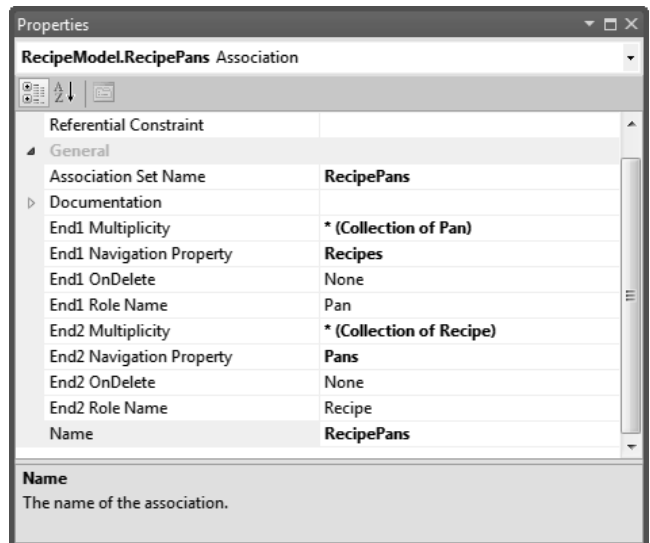 Properties
RecipeModel.RecipePans Association
A
Z
Referential Constraint
General
Association Set Name RecipePans
Documentation
End1 Multiplicity * (Collection of Pan)
End1 Navigation Property Recipes
End1 OnDelete None
End1 Role Name Pan
End2 Multiplicity * (Collection of Recipe)
End2 Navigation Property Pans
End2 OnDelete None
End2 Role Name Recipe
Name RecipePans
Name
The name of the association.